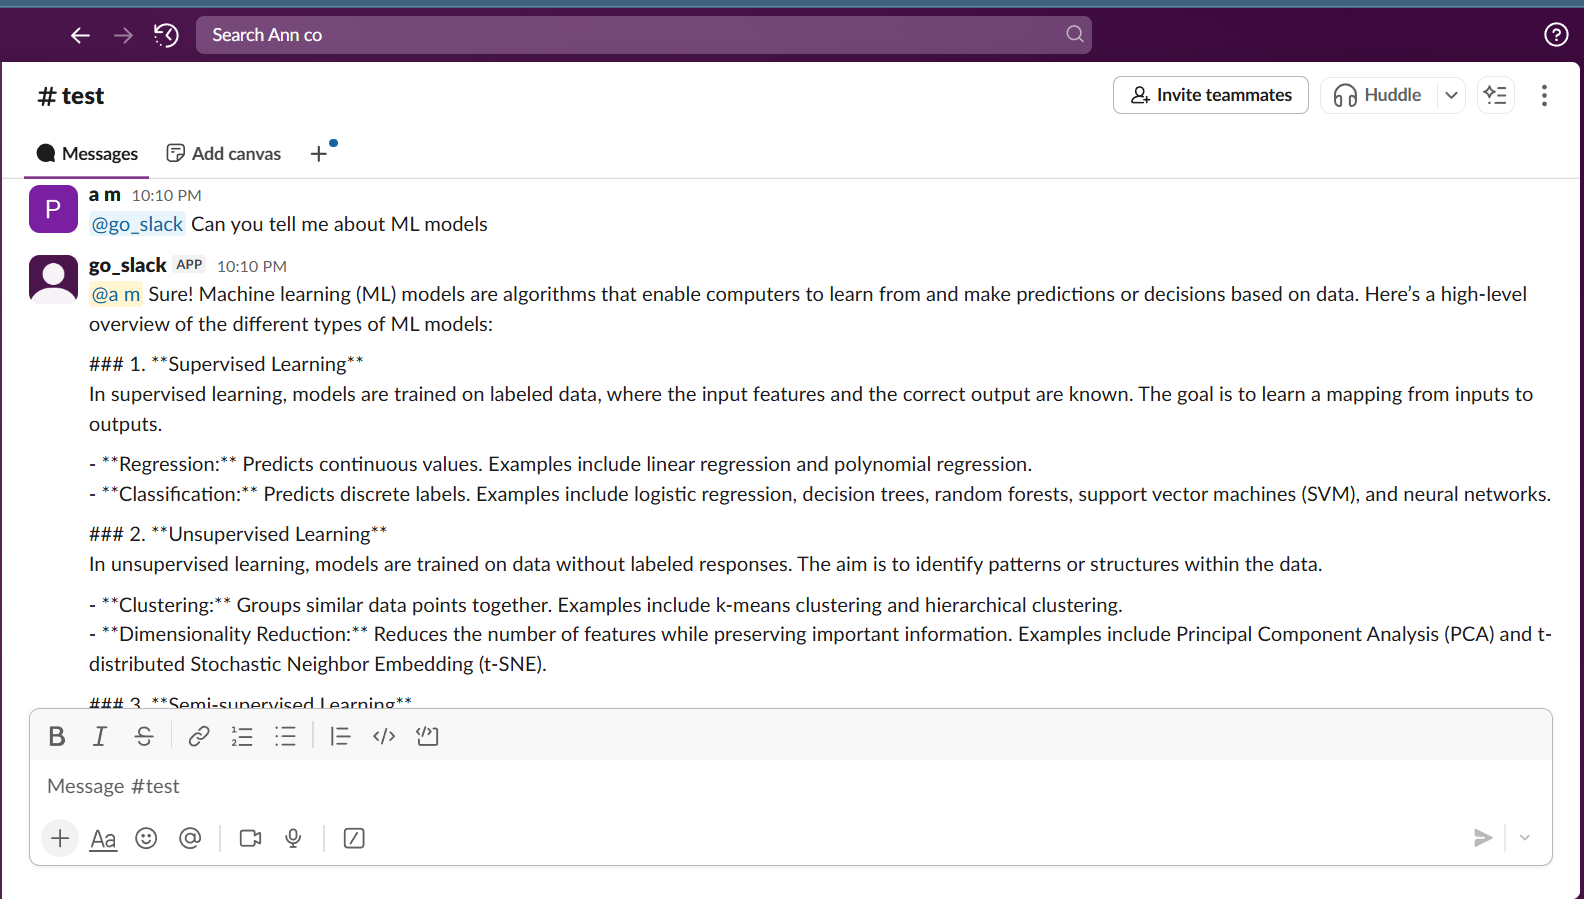 Search Ann co
# test
Invite teammates
Huddle
Messages
Add canvas
P
a m 10:10 PM
@go_slack Can you tell me about ML models
go_slack APP 10:10 PM
@a m Sure! Machine learning (ML) models are algorithms that enable computers to learn from and make predictions or decisions based on data. Here’s a high-level
overview of the different types of ML models:
### 1. **Supervised Learning**
In supervised learning, models are trained on labeled data, where the input features and the correct output are known. The goal is to learn a mapping from inputs to
outputs.
- **Regression:** Predicts continuous values. Examples include linear regression and polynomial regression.
- **Classification:** Predicts discrete labels. Examples include logistic regression, decision trees, random forests, support vector machines (SVM), and neural networks.
### 2. **Unsupervised Learning**
In unsupervised learning, models are trained on data without labeled responses. The aim is to identify patterns or structures within the data.
- **Clustering:** Groups similar data points together. Examples include k-means clustering and hierarchical clustering.
- **Dimensionality Reduction:** Reduces the number of features while preserving important information. Examples include Principal Component Analysis (PCA) and t-
distributed Stochastic Neighbor Embedding (t-SNE).
### 3. **Semi-supervised Learning**
Message #test
Aa